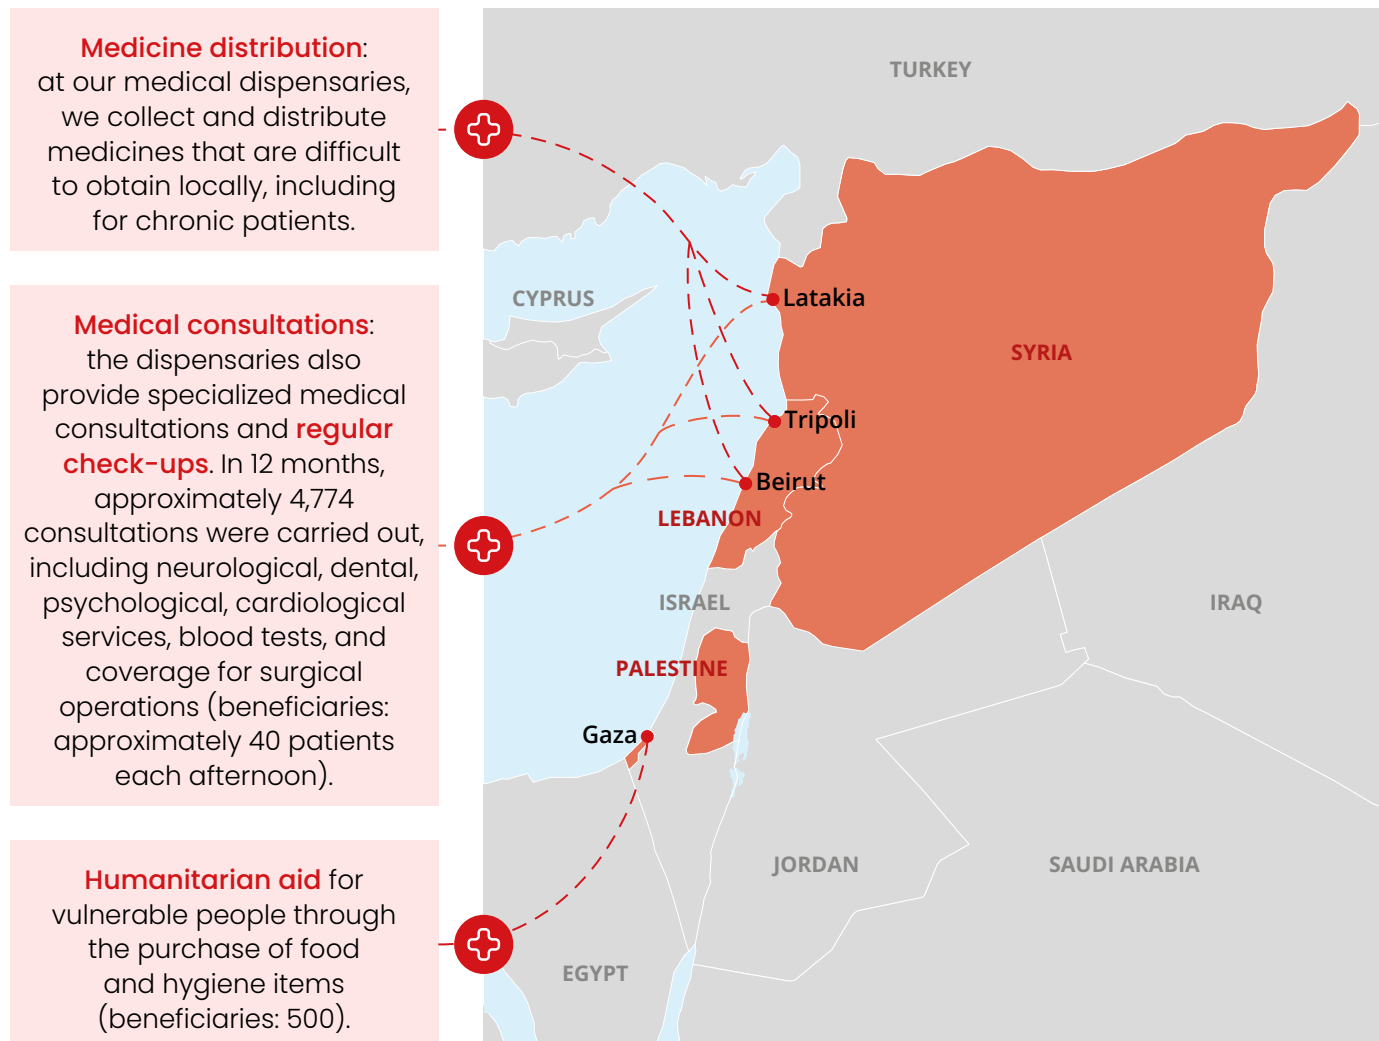 Medicine distribution:
at our medical dispensaries,
we collect and distribute
medicines that are difficult
to obtain locally, including
for chronic patients.
Medical consultations:
the dispensaries also
provide specialized medical
consultations and regular
check-ups. In 12 months,
approximately 4,774
consultations were carried out,
including neurological, dental,
psychological, cardiological
services, blood tests, and
coverage for surgical
operations (beneficiaries:
approximately 40 patients
each afternoon).
Humanitarian aid for
vulnerable people through
the purchase of food
and hygiene items
(beneficiaries: 500).
TURKEY
CYPRUS
Latakia
SYRIA
Tripoli
Beirut
LEBANON
ISRAEL
IRAQ
PALESTINE
Gaza
JORDAN
SAUDI ARABIA
EGYPT